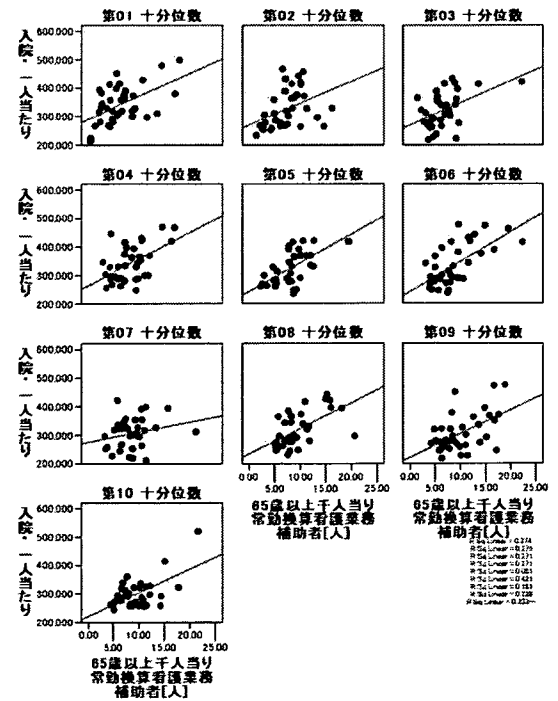 第01 十分位数
第02 十分位数
第03 十分位数
入院・一人当たり
600,000
500,000
400,000
300,000
200,000
第04 十分位数
第05 十分位数
第06 十分位数
入院・一人当たり
600,000
500,000
400,000
300,000
200,000
第07 十分位数
第08 十分位数
第09 十分位数
入院・一人当たり
600,000
500,000
400,000
300,000
200,000
0.00 5.00 10.00 15.00 20.00 25.00
0.00 5.00 10.00 15.00 20.00 25.00
65歳以上千人当り
常勤換算看護業務
補助者[人]
65歳以上千人当り
常勤換算看護業務
補助者[人]
第10 十分位数
入院・一人当たり
600,000
500,000
400,000
300,000
200,000
0.00 5.00 10.00 15.00 20.00 25.00
65歳以上千人当り
常勤換算看護業務
補助者[人]